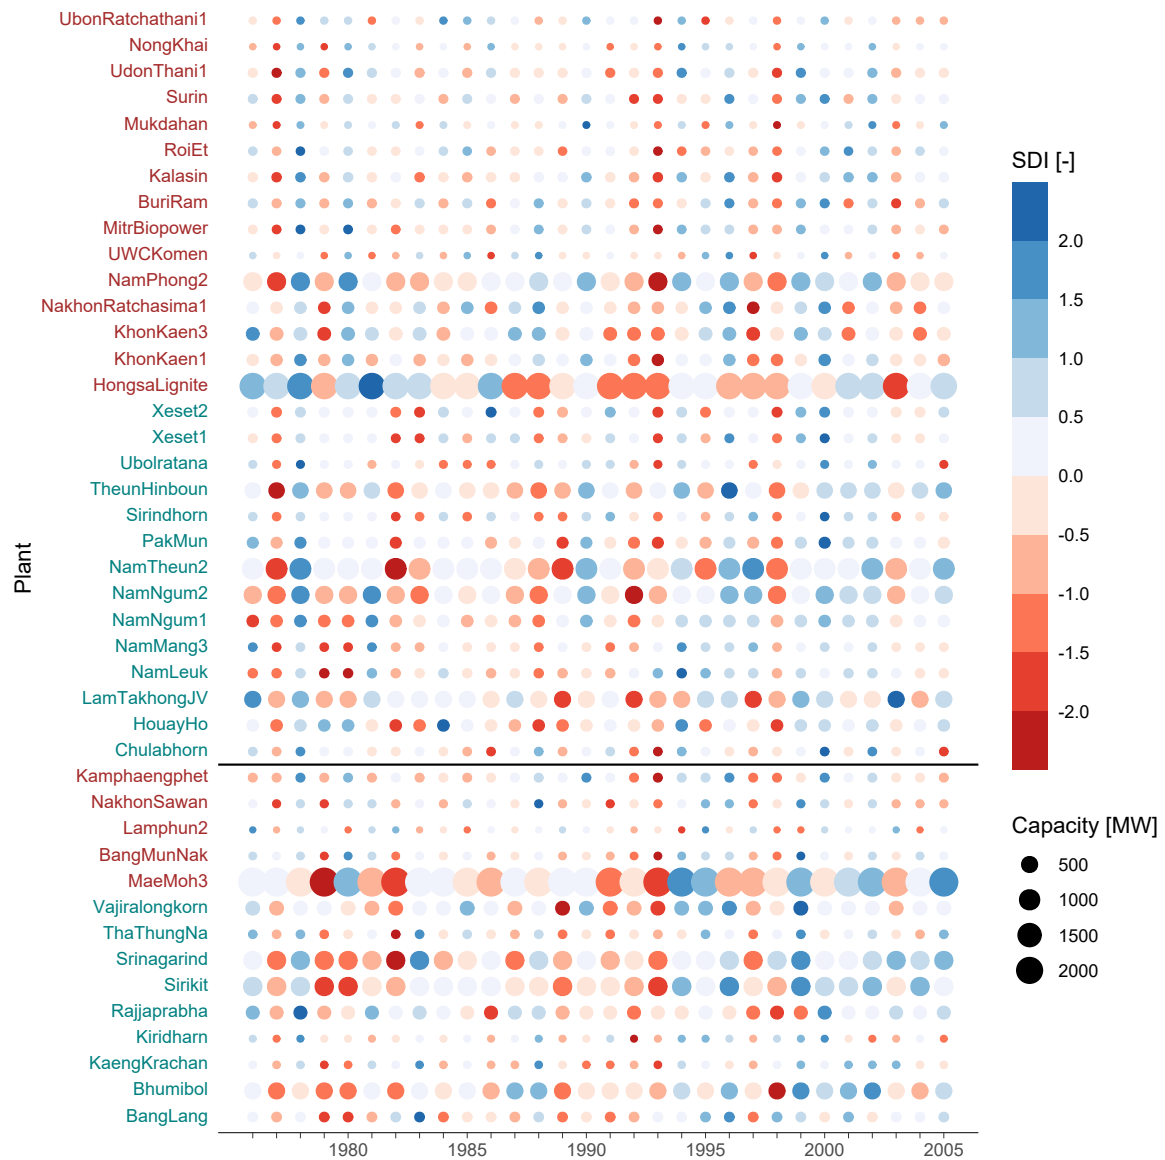 UbonRatchathani1
NongKhai
UdonThani1
Surin
Mukdahan
RoiEt
Kalasin
BuriRam
MitrBiopower
UWCKomen
NamPhong2
NakhonRatchasima1
KhonKaen3
KhonKaen1
HongsaLignite
Xeset2
Xeset1
Ubolratana
TheunHinboun
Sirindhorn
PakMun
NamTheun2
NamNgum2
NamNgum1
NamMang3
NamLeuk
LamTakhongJV
HouayHo
Chulabhorn
Kamphaengphet
NakhonSawan
Lamphun2
BangMunNak
MaeMoh3
Vajiralongkorn
ThaThungNa
Srinagarind
Sirikit
Rajjaprabha
Kiridharn
KaengKrachan
Bhumibol
BangLang
Plant
1980
1985
1990
1995
2000
2005
SDI [-]
2.0
1.5
1.0
0.5
0.0
-0.5
-1.0
-1.5
-2.0
Capacity [MW]
500
1000
1500
2000